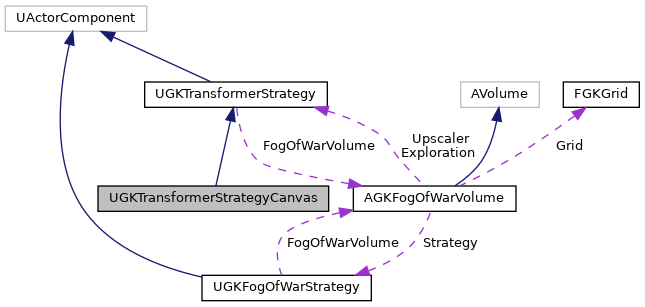 UActorComponent
UGKTransformerStrategy
AVolume
FGKGrid
FogOfWarVolume
Upscaler
Exploration
Grid
UGKTransformerStrategyCanvas
AGKFogOfWarVolume
FogOfWarVolume
Strategy
UGKFogOfWarStrategy